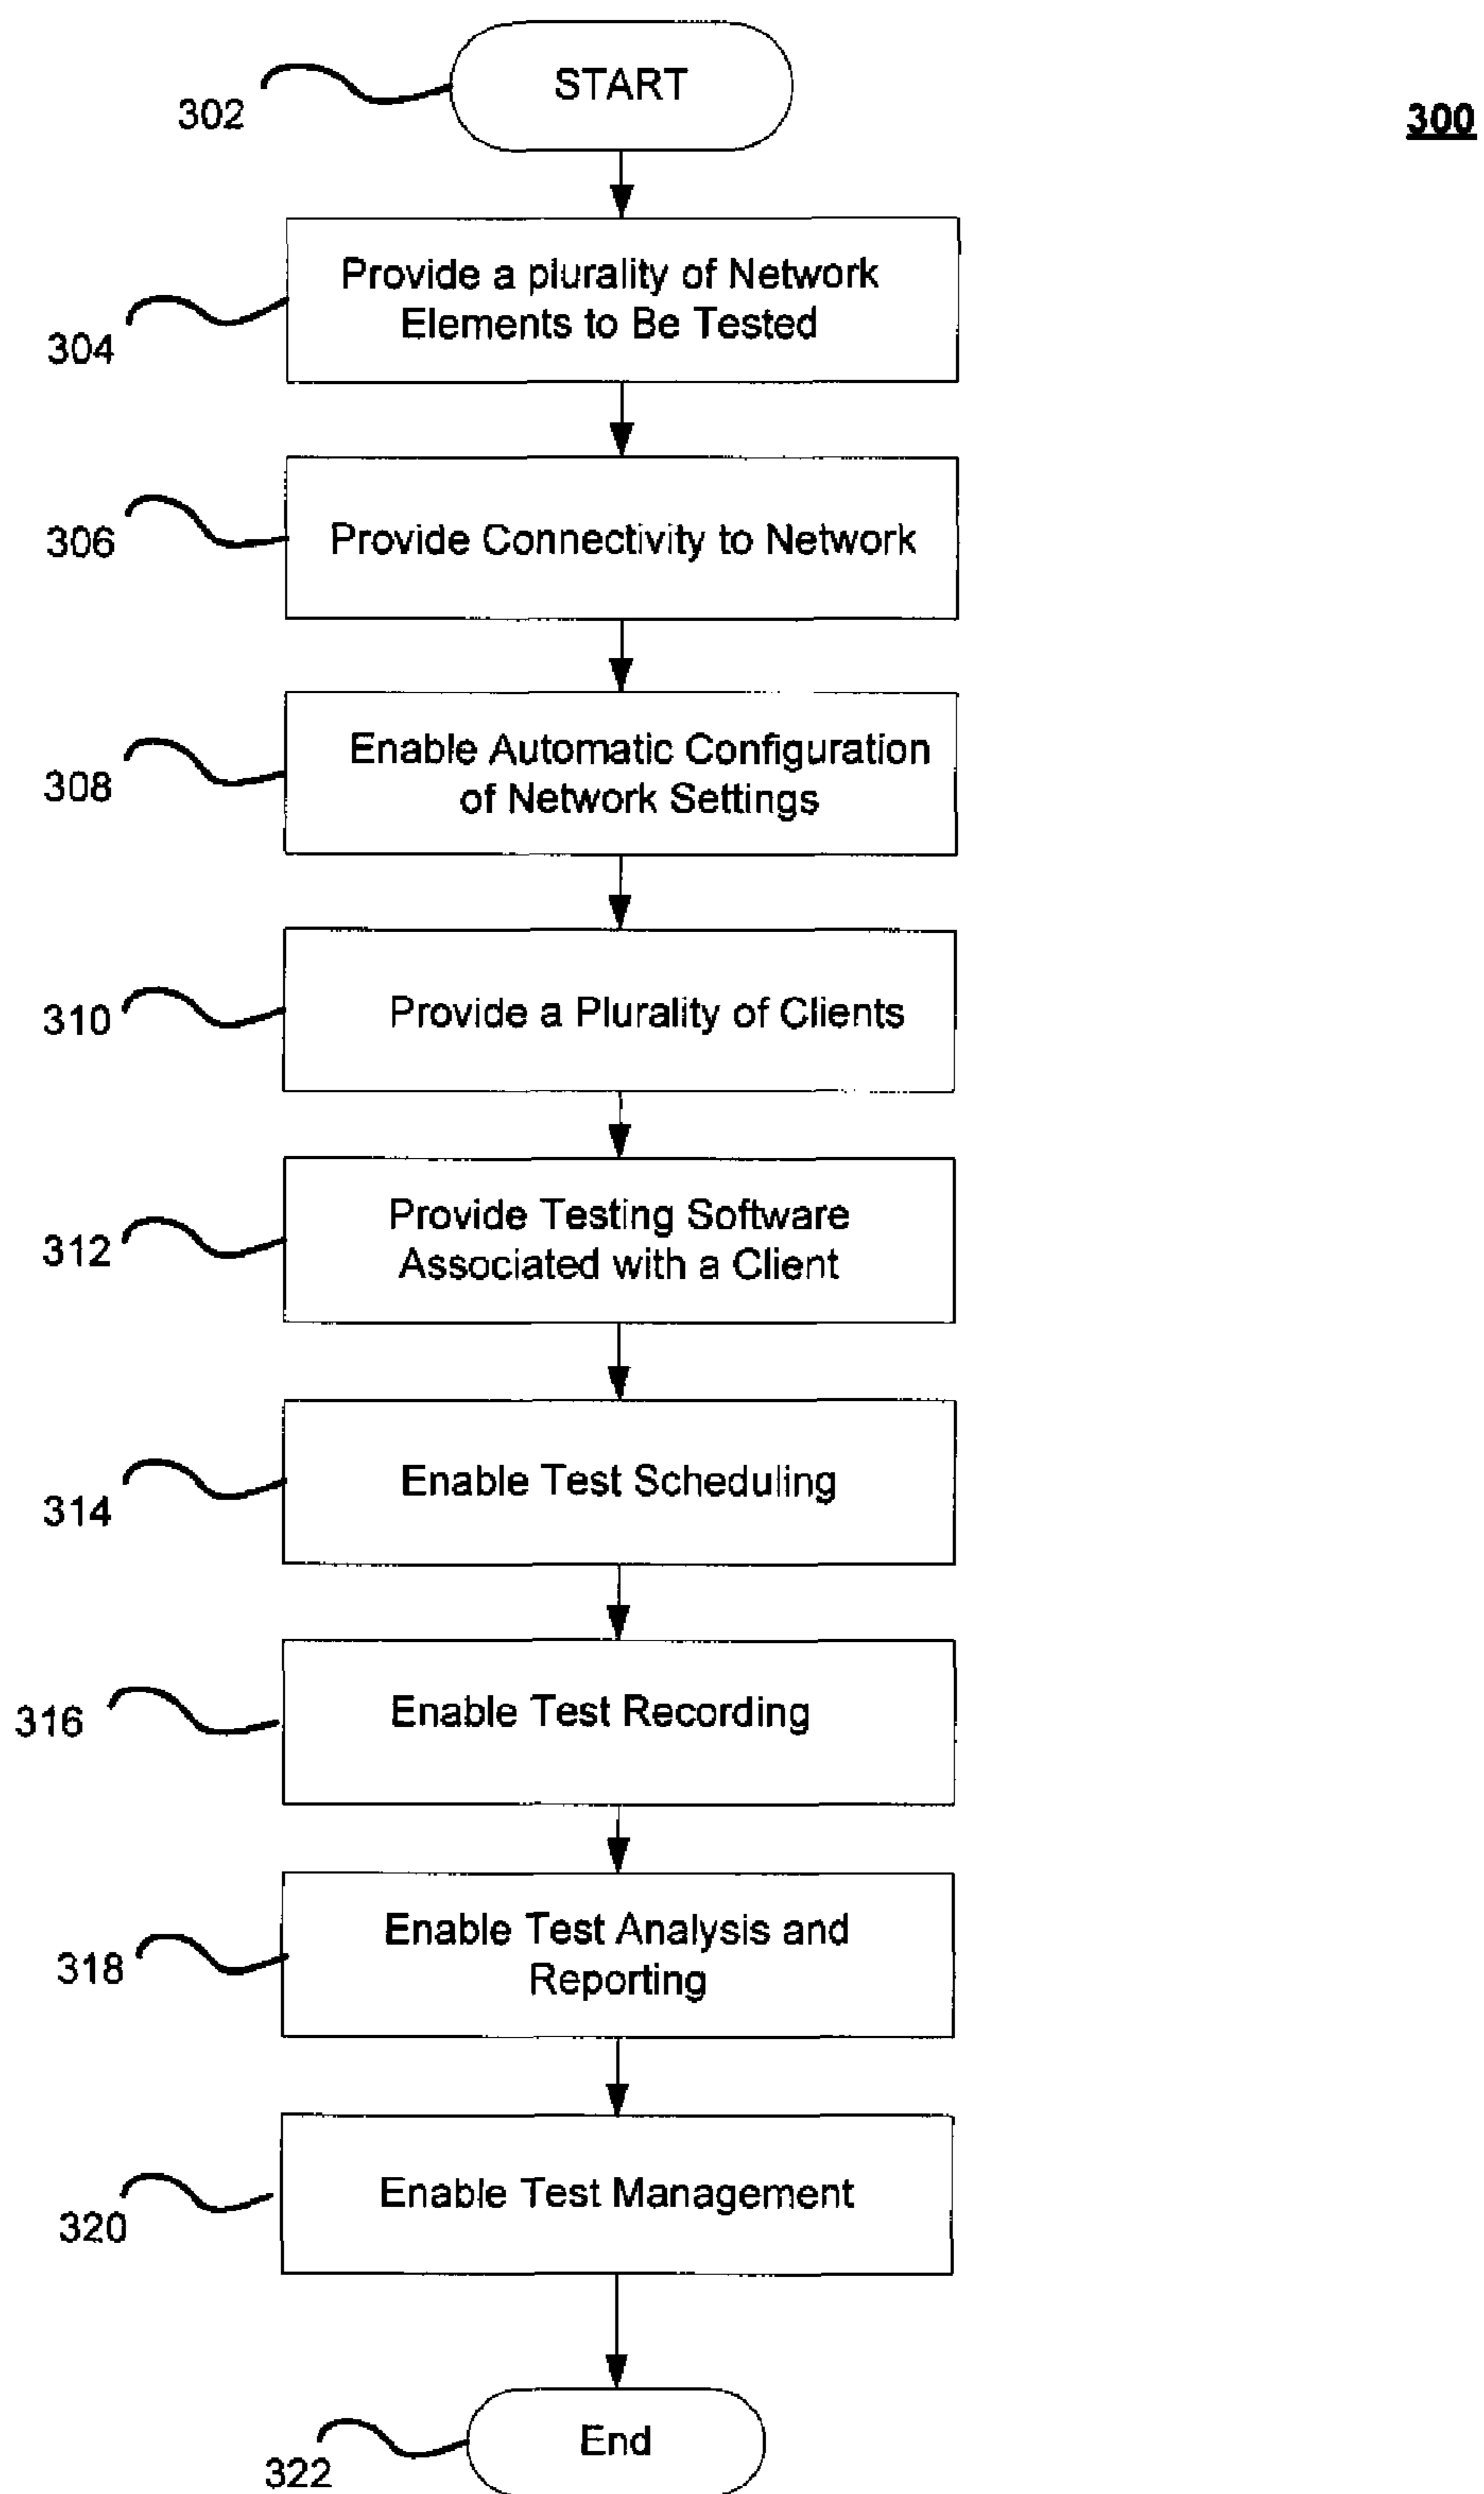 START
302
300
Provide a plurality of Network
Elements to Be Tested
304
Provide Connectivity to Network
306
Enable Automatic Configuration
of Network Settings
308
Provide a Plurality of Clients
310
Provide Testing Software
Associated with a Client
312
Enable Test Scheduling
314
Enable Test Recording
316
Enable Test Analysis and
Reporting
318
Enable Test Management
320
End
322